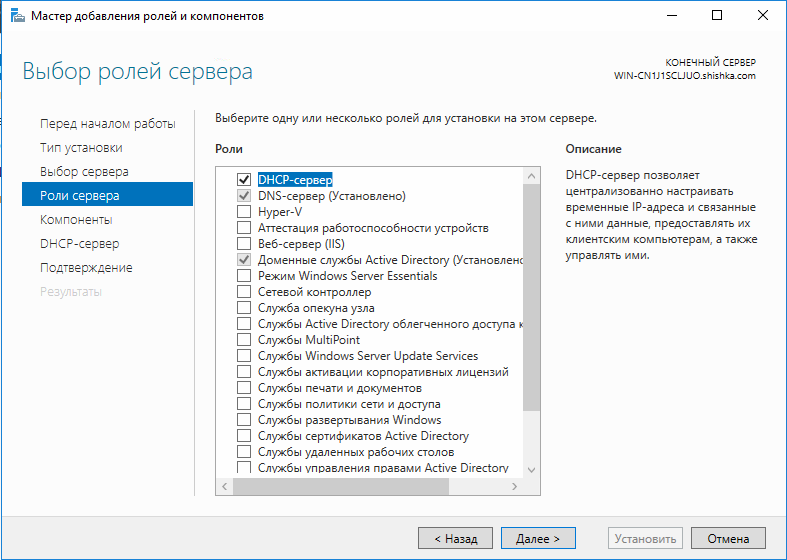 Мастер добавления ролей и компонентов
Выбор ролей сервера
КОНЕЧНЫЙ СЕРВЕР
WIN-CN1J1SCLJUO.shishka.com
Перед началом работы
Тип установки
Выбор сервера
Роли сервера
Компоненты
DHCP-сервер
Подтверждение
Результаты
Выберите одну или несколько ролей для установки на этом сервере.
Роли
DHCP-сервер
DNS-сервер (Установлено)
Hyper-V
Аттестация работоспособности устройств
Веб-сервер (IIS)
Доменные службы Active Directory (Установлено
Режим Windows Server Essentials
Сетевой контроллер
Служба опекуна узла
Службы Active Directory облегченного доступа к
Службы MultiPoint
Службы Windows Server Update Services
Службы активации корпоративных лицензий
Службы печати и документов
Службы политики сети и доступа
Службы развертывания Windows
Службы сертификатов Active Directory
Службы удаленных рабочих столов
Службы управления правами Active Directory
Описание
DHCP-сервер позволяет
централизованно настраивать
временные IP-адреса и связанные
с ними данные, предоставлять их
клиентским компьютерам, а также
управлять ими.
< Назад
Далее >
Установить
Отмена